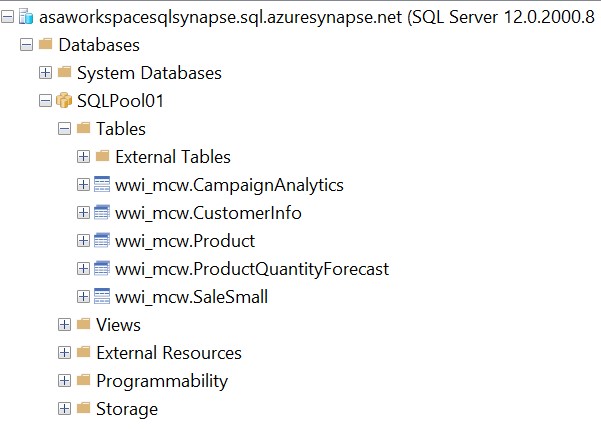 asaworkspacesqlsynapse.sql.azuresynapse.net (SQL Server 12.0.2000.8
Databases
System Databases
SQLPool01
Tables
External Tables
wwi_mcw.CampaignAnalytics
wwi_mcw.CustomerInfo
wwi_mcw.Product
wwi_mcw.ProductQuantityForecast
wwi_mcw.SaleSmall
Views
External Resources
Programmability
Storage